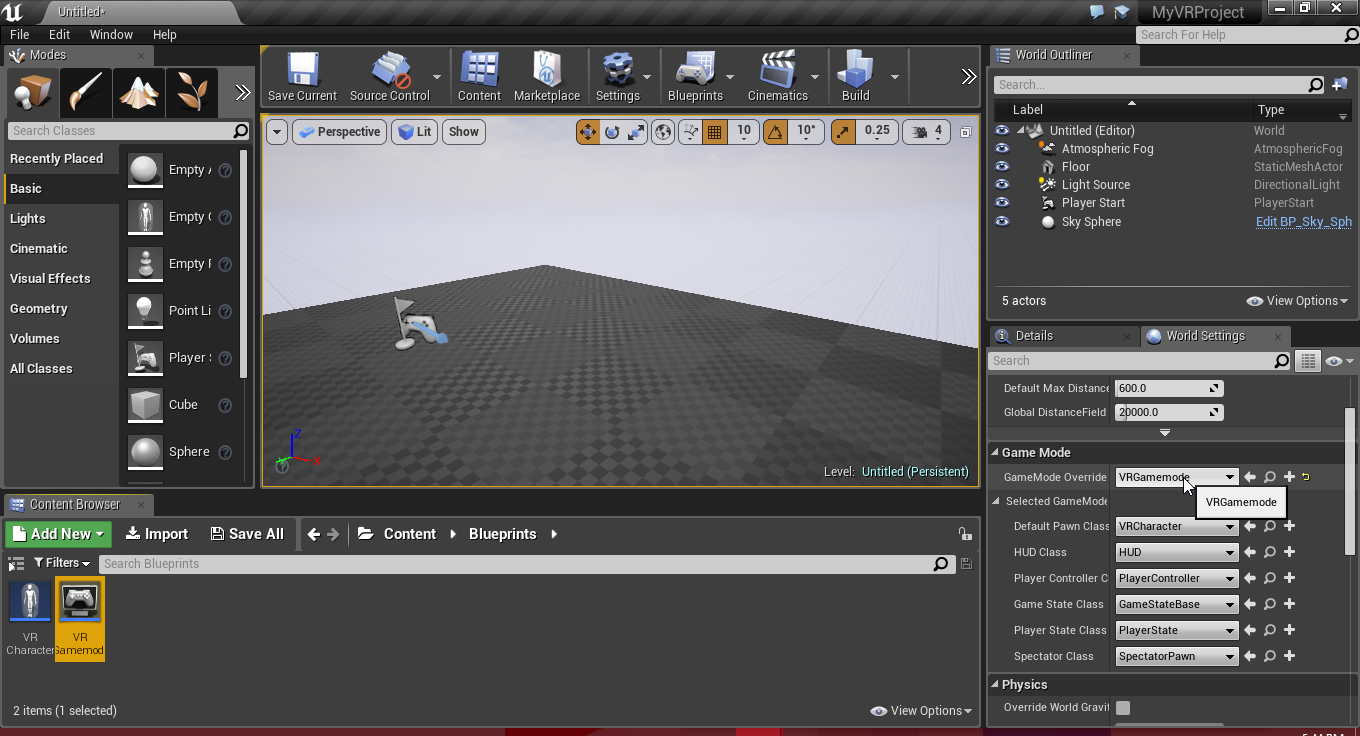 Untitled*
MyVRProject
File Edit Window Help
Search For Help
Modes
Search Classes
Recently Placed
Basic
Lights
Cinematic
Visual Effects
Geometry
Volumes
All Classes
Empty A
Empty C
Empty P
Point Li
Player S
Cube
Sphere
Save Current
Source Control
Content
Marketplace
Settings
Blueprints
Cinematics
Build
Perspective
Lit
Show
10
10°
0.25
4
Z
X
Level: Untitled (Persistent)
World Outliner
Search...
Label Type
Untitled (Editor) World
Atmospheric Fog AtmosphericFog
Floor StaticMeshActor
Light Source DirectionalLight
Player Start PlayerStart
Sky Sphere Edit BP_Sky_Sph
5 actors
View Options
Details
World Settings
Search
Default Max Distance 600.0
Global DistanceField 20000.0
Game Mode
GameMode Override VRGamemode
VRGamemode
Selected GameMode
Default Pawn Class VRCharacter
HUD Class HUD
Player Controller C PlayerController
Game State Class GameStateBase
Player State Class PlayerState
Spectator Class SpectatorPawn
Physics
Override World Gravit
Content Browser
Add New
Import
Save All
Content
Blueprints
Filters
Search Blueprints
VR
Character
VR
Gamemod
2 items (1 selected)
View Options